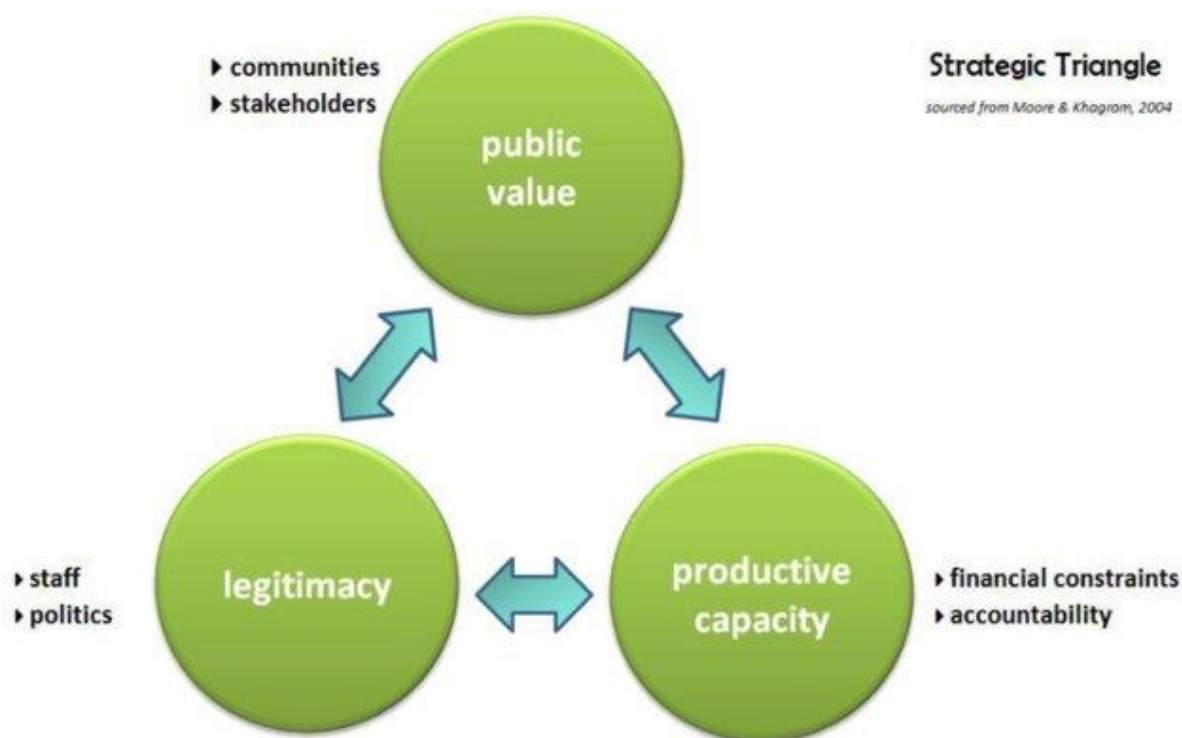 Strategic Triangle
sourced from Moore & Khagram, 2004
‣ communities
‣ stakeholders
public
value
‣ staff
‣ politics
legitimacy
productive
capacity
‣ financial constraints
‣ accountability